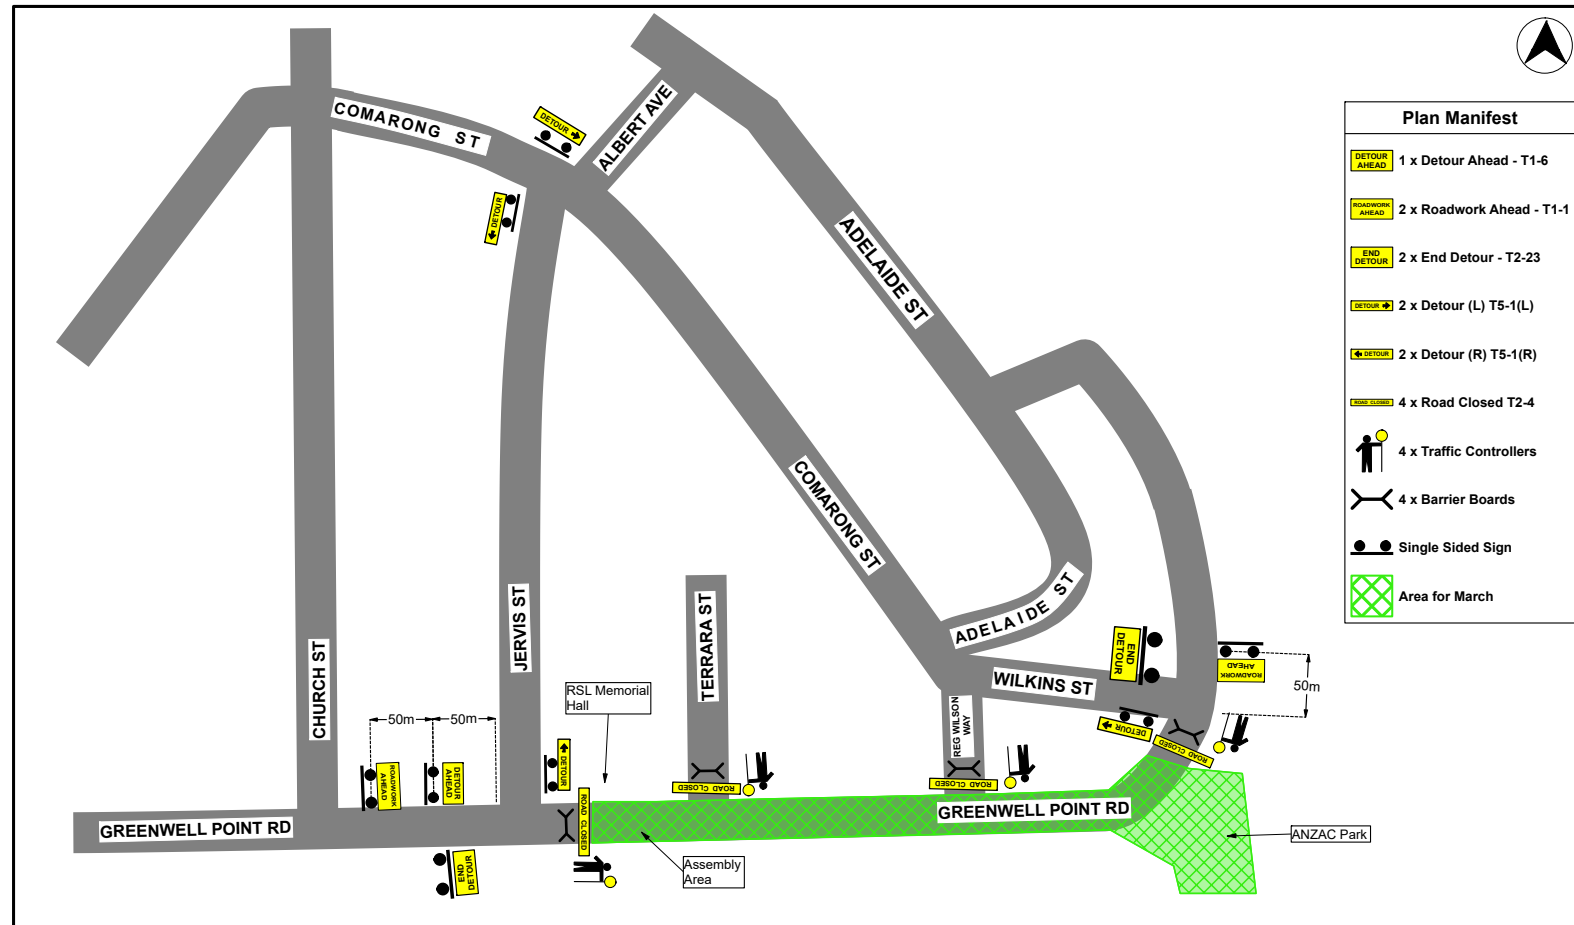 COMARONG ST
DETOUR
ALBERT AVE
DETOUR
ADELAIDE ST
COMARONG ST
ADELAIDE ST
CHURCH ST
JERVIS ST
TERRARA ST
REG WILSON
WAY
WILKINS ST
END
DETOUR
ROADWORK
AHEAD
50m
DETOUR
ROAD CLOSED
RSL Memorial
Hall
50m
50m
ROADWORK
AHEAD
DETOUR
AHEAD
DETOUR
ROAD CLOSED
ROAD CLOSED
ROAD CLOSED
GREENWELL POINT RD
GREENWELL POINT RD
END
DETOUR
Assembly
Area
ANZAC Park
Plan Manifest
DETOUR
AHEAD
1 x Detour Ahead - T1-6
ROADWORK
AHEAD
2 x Roadwork Ahead - T1-1
END
DETOUR
2 x End Detour - T2-23
DETOUR
2 x Detour (L) T5-1(L)
DETOUR
2 x Detour (R) T5-1(R)
ROAD CLOSED
4 x Road Closed T2-4
4 x Traffic Controllers
4 x Barrier Boards
Single Sided Sign
Area for March